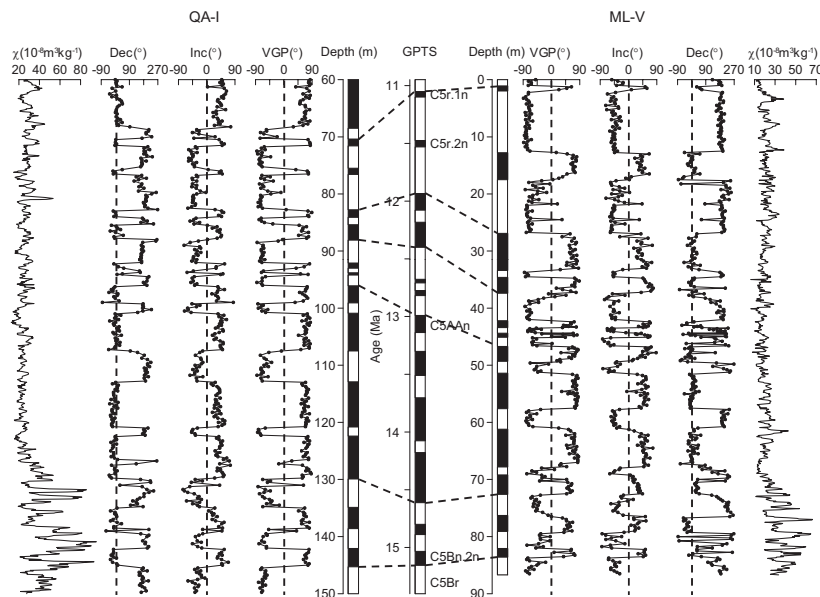 QA-I ML-V
χ(10⁻⁸m³kg⁻¹) Dec(°) Inc(°) VGP(°) Depth (m) GPTS Depth (m) VGP(°) Inc(°) Dec(°) χ(10⁻⁸m³kg⁻¹)
20 40 60 80 -90 90 270 -90 0 90 -90 0 90 60 0 -90 0 90 -90 0 90 -90 90 270 10 30 50 70
11
C5r.1n
70 10
C5r.2n
80 20
12
90 30
100 40
13
C5AAn
Age (Ma)
110 50
120 60
14
130 70
140 80
15
C5Bn.2n
C5Br
150 90